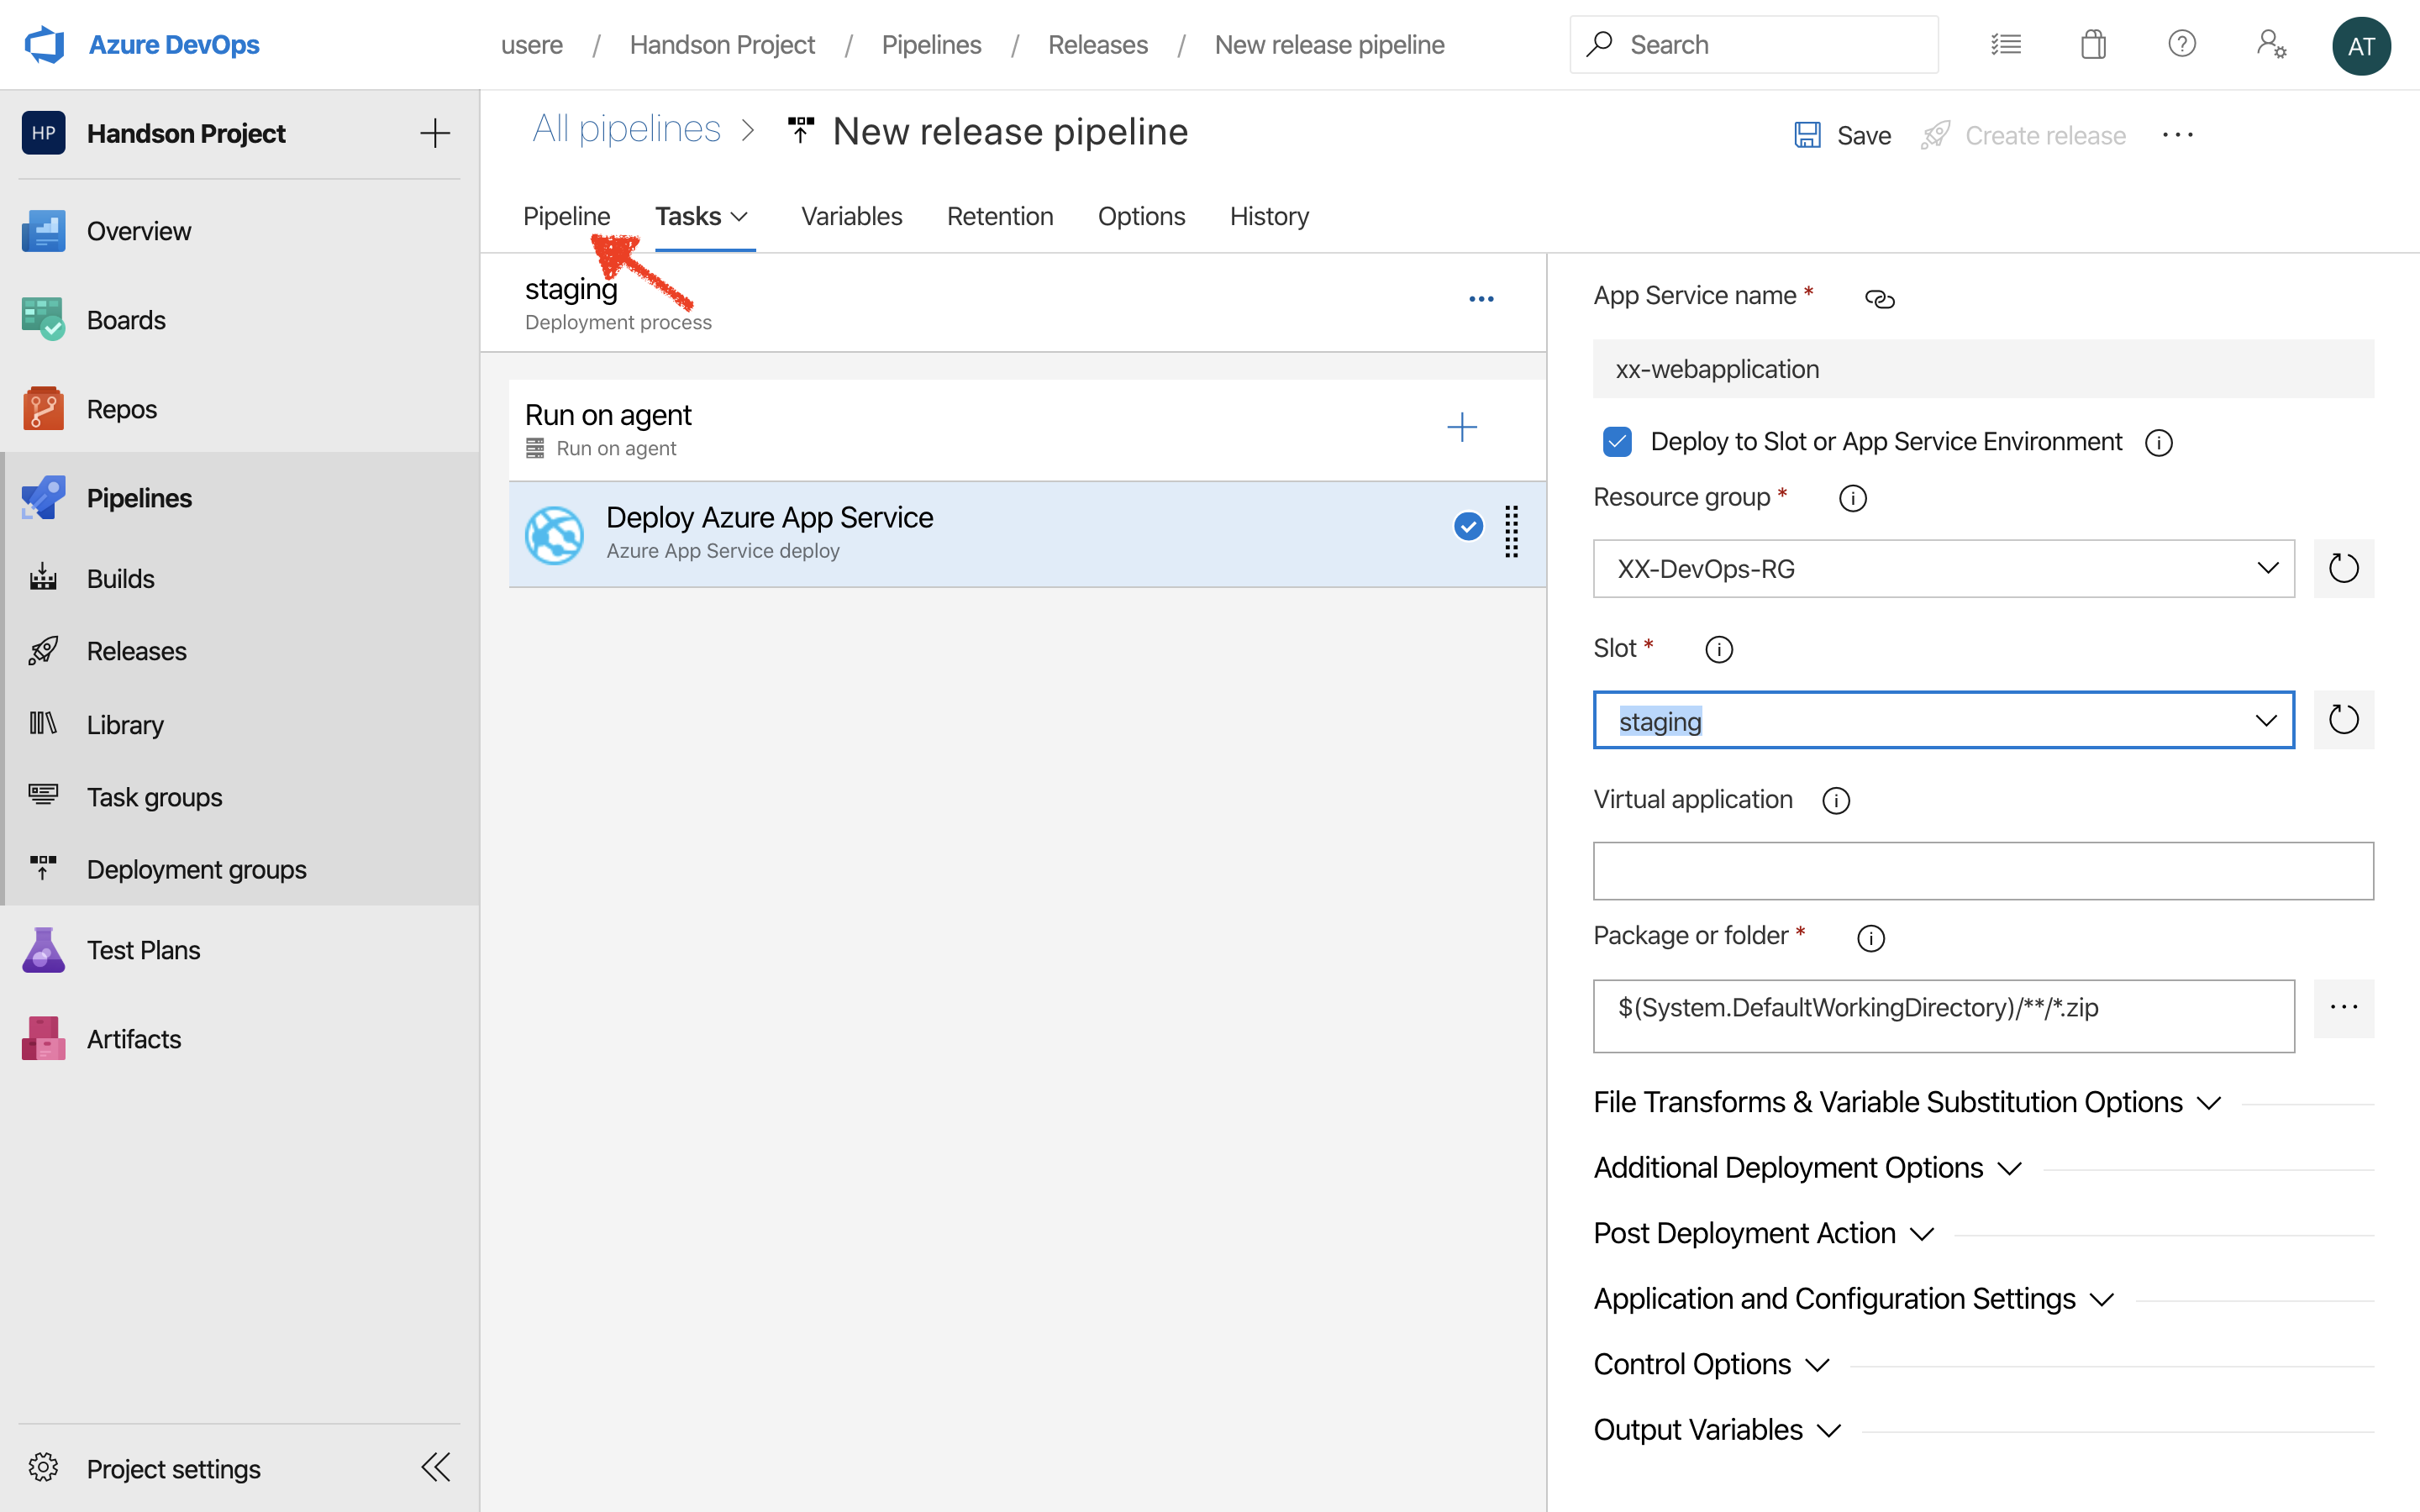 Azure DevOps
usere / Handson Project / Pipelines / Releases / New release pipeline
Search
AT
HP Handson Project
Overview
Boards
Repos
Pipelines
Builds
Releases
Library
Task groups
Deployment groups
Test Plans
Artifacts
Project settings
All pipelines > New release pipeline
Save
Create release
Pipeline Tasks Variables Retention Options History
staging
Deployment process
Run on agent
Run on agent
Deploy Azure App Service
Azure App Service deploy
App Service name *
xx-webapplication
Deploy to Slot or App Service Environment
Resource group *
XX-DevOps-RG
Slot *
staging
Virtual application
Package or folder *
$(System.DefaultWorkingDirectory)/**/*.zip
File Transforms & Variable Substitution Options
Additional Deployment Options
Post Deployment Action
Application and Configuration Settings
Control Options
Output Variables